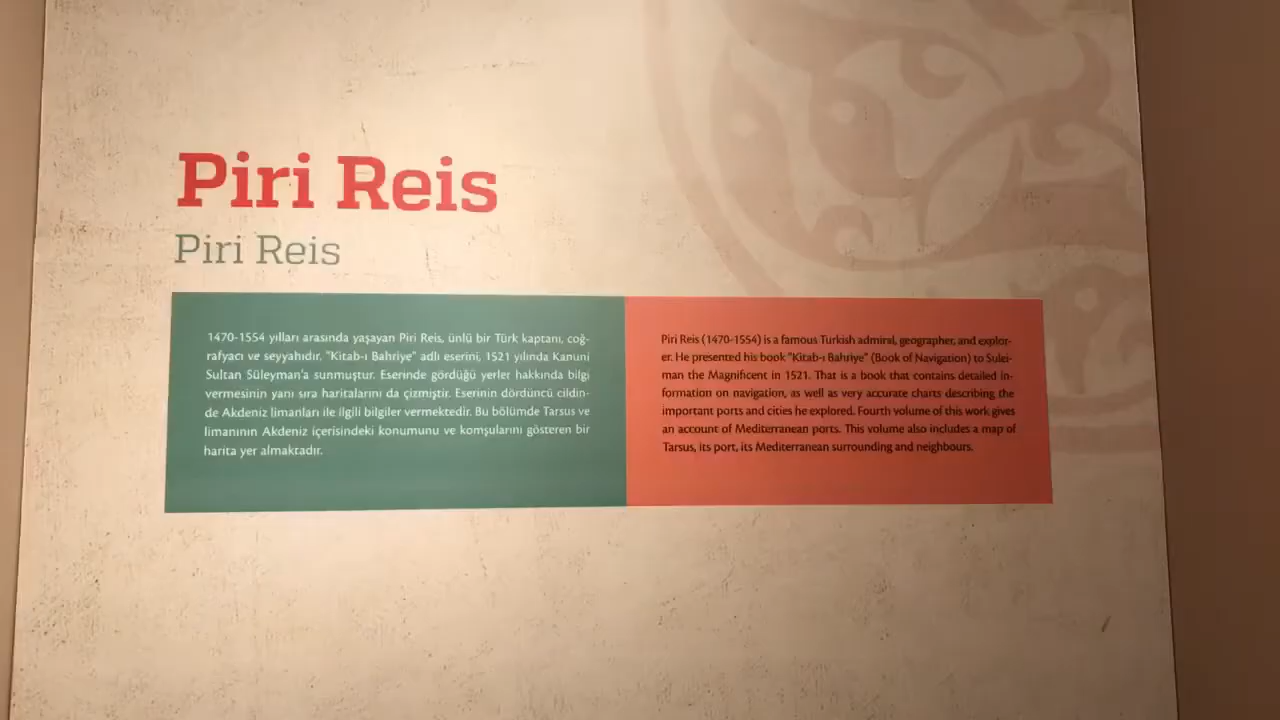 Piri Reis
Piri Reis
1470-1554 yılları arasında yaşayan Piri Reis, ünlü bir Türk kaptanı, coğ-
rafyacı ve seyyahıdır. "Kitab-ı Bahriye" adlı eserini, 1521 yılında Kanuni
Sultan Süleyman'a sunmuştur. Eserinde gördüğü yerler hakkında bilgi
vermesinin yanı sıra haritalarını da çizmiştir. Eserinin dördüncü cildin-
de Akdeniz limanları ile ilgili bilgiler vermektedir. Bu bölümde Tarsus ve
limanının Akdeniz içerisindeki konumunu ve komşularını gösteren bir
harita yer almaktadır.
Piri Reis (1470-1554) is a famous Turkish admiral, geographer, and explor-
er. He presented his book "Kitab-ı Bahriye" (Book of Navigation) to Sulei-
man the Magnificent in 1521. That is a book that contains detailed in-
formation on navigation, as well as very accurate charts describing the
important ports and cities he explored. Fourth volume of this work gives
an account of Mediterranean ports. This volume also includes a map of
Tarsus, its port, its Mediterranean surrounding and neighbours.